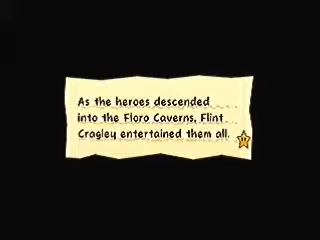 As the heroes descended
into the Floro Caverns, Flint
Cragley entertained them all.